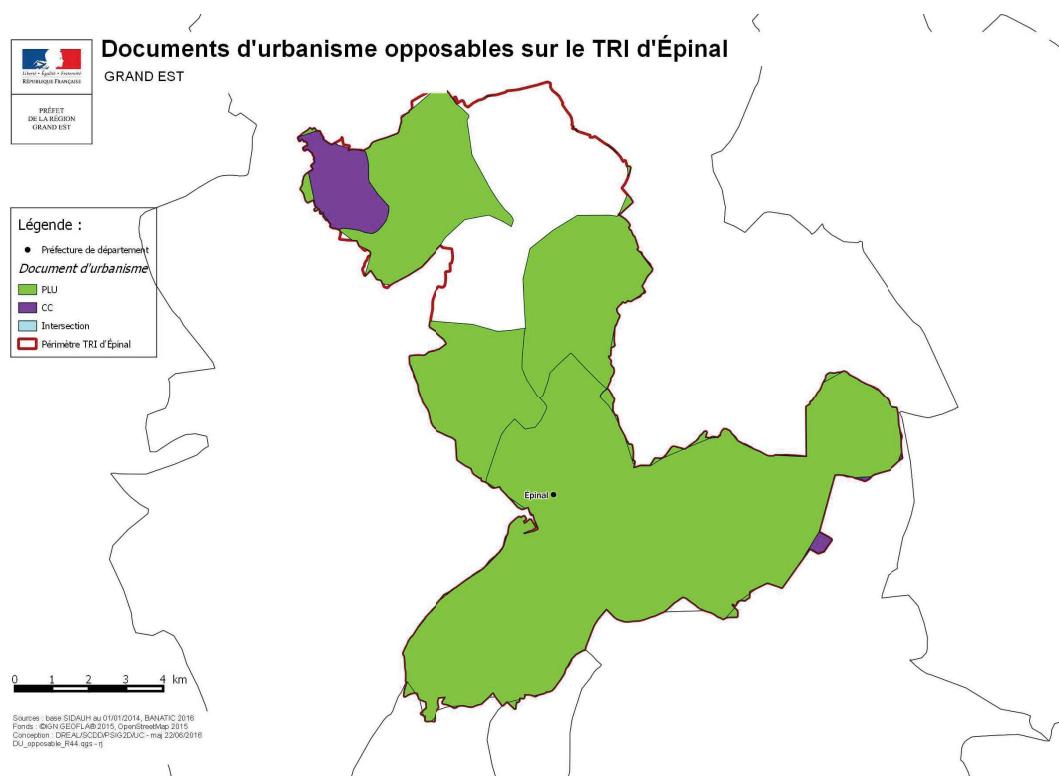 Documents d'urbanisme opposables sur le TRI d'Épinal
GRAND EST
Liberté • Égalité • Fraternité
RÉPUBLIQUE FRANÇAISE
PRÉFET
DE LA RÉGION
GRAND EST
Légende :
Préfecture de département
Document d'urbanisme
PLU
CC
Intersection
Périmètre TRI d'Épinal
Épinal
0 1 2 3 4 km
Sources : base SIDAUH au 01/01/2014, BANATIC 2016
Fonds : ©IGN GEOFLA® 2015, OpenStreetMap 2015
Conception : DREAL/SCDD/PSIG2D/UC - maj 22/06/2016
DU_opposable_R44.qgs - rj